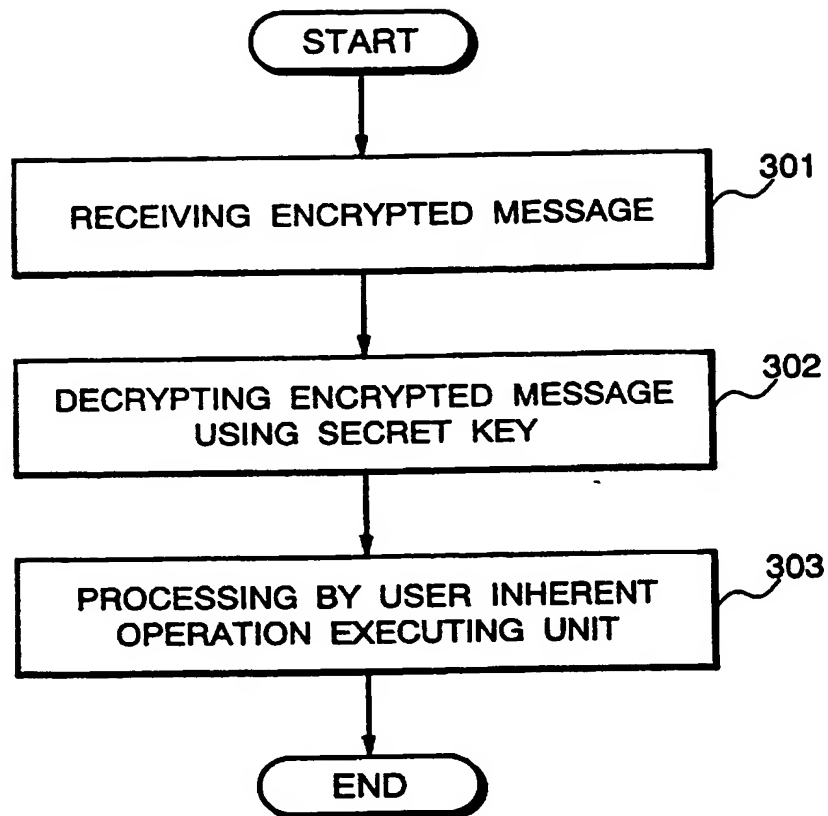 START
301
RECEIVING ENCRYPTED MESSAGE
302
DECRYPTING ENCRYPTED MESSAGE
USING SECRET KEY
303
PROCESSING BY USER INHERENT
OPERATION EXECUTING UNIT
END